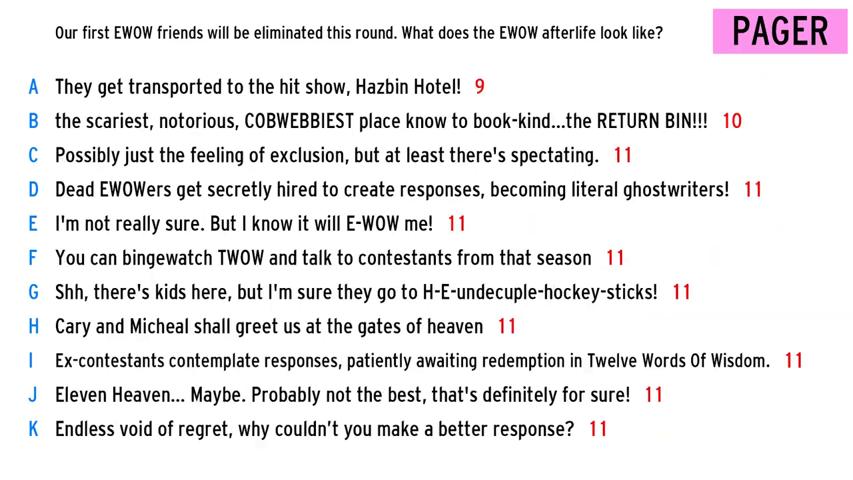 Our first EWOW friends will be eliminated this round. What does the EWOW afterlife look like?
PAGER
A They get transported to the hit show, Hazbin Hotel! 9
B the scariest, notorious, COBWEBBIEST place know to book-kind...the RETURN BIN!!! 10
C Possibly just the feeling of exclusion, but at least there's spectating. 11
D Dead EWOWers get secretly hired to create responses, becoming literal ghostwriters! 11
E I'm not really sure. But I know it will E-WOW me! 11
F You can bingewatch TWOW and talk to contestants from that season 11
G Shh, there's kids here, but I'm sure they go to H-E-undecuple-hockey-sticks! 11
H Cary and Micheal shall greet us at the gates of heaven 11
I Ex-contestants contemplate responses, patiently awaiting redemption in Twelve Words Of Wisdom. 11
J Eleven Heaven... Maybe. Probably not the best, that's definitely for sure! 11
K Endless void of regret, why couldn’t you make a better response? 11